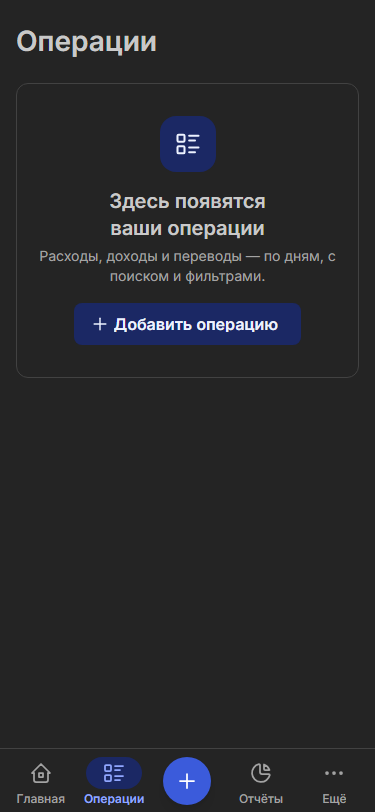 Операции
Здесь появятся
ваши операции
Расходы, доходы и переводы — по дням, с
поиском и фильтрами.
Добавить операцию
Главная
Операции
Отчёты
Ещё